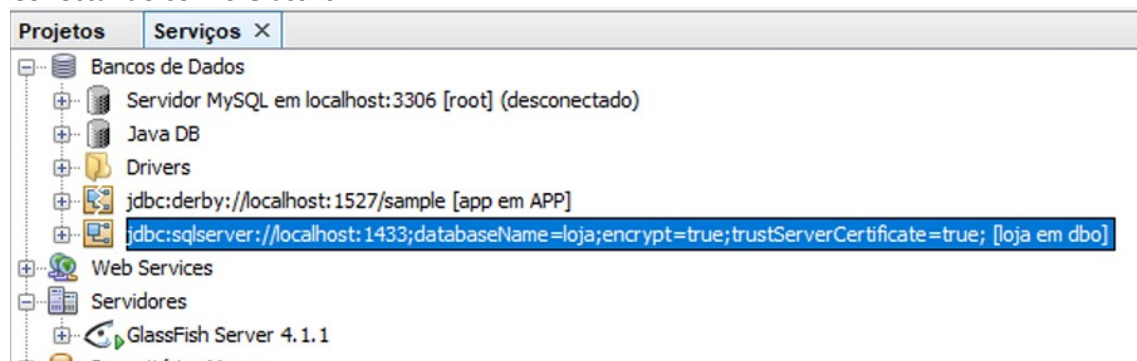 Projetos Serviços ×
Bancos de Dados
Servidor MySQL em localhost:3306 [root] (desconectado)
Java DB
Drivers
jdbc:derby://localhost:1527/sample [app em APP]
jdbc:sqlserver://localhost:1433;databaseName=loja;encrypt=true;trustServerCertificate=true; [loja em dbo]
Web Services
Servidores
GlassFish Server 4.1.1